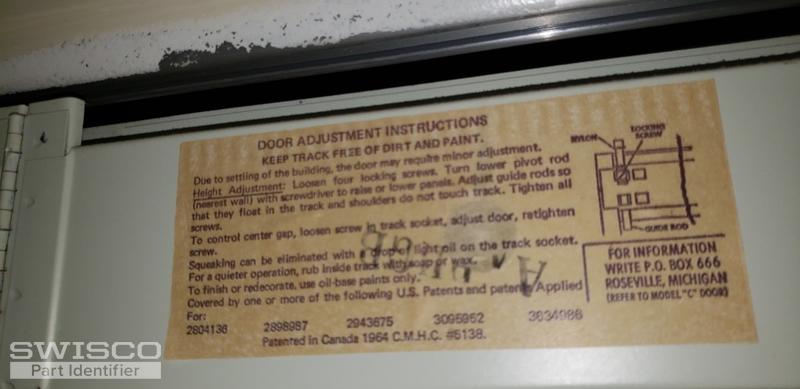 DOOR ADJUSTMENT INSTRUCTIONS
KEEP TRACK FREE OF DIRT AND PAINT.
Due to settling of the building, the door may require minor adjustment.
Height Adjustment: Loosen four locking screws. Turn lower pivot rod
(nearest wall) with screwdriver to raise or lower panels. Adjust guide rods so
that they float in the track and shoulders do not touch track. Tighten all
screws.
To control center gap, loosen screw in track socket, adjust door, retighten
screw.
Squeaking can be eliminated with a drop of light oil on the track socket.
For a quieter operation, rub inside track with soap or wax.
To finish or redecorate, use oil-base paints only.
Covered by one or more of the following U.S. Patents and patents Applied
For:
2804136 2898987 2943675 3095962
Patented in Canada 1964 C.M.H.C. #5138.
NYLON
LOCKING
SCREW
GUIDE ROD
FOR INFORMATION
WRITE P.O. BOX 666
ROSEVILLE, MICHIGAN
(REFER TO MODEL "C" DOOR)
SWISCO
Part Identifier